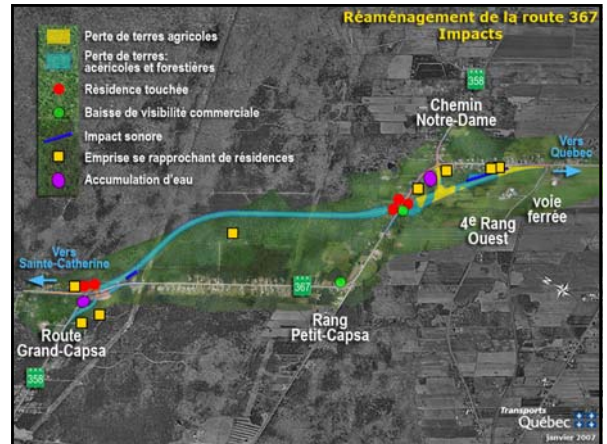 Réaménagement de la route 367
Impacts
Perte de terres agricoles
Perte de terres:
acéricoles et forestières
Résidence touchée
Baisse de visibilité commerciale
Impact sonore
Emprise se rapprochant de résidences
Accumulation d'eau
358
Chemin
Notre-Dame
Vers
Québec
voie
ferrée
4e Rang
Ouest
Vers
Sainte-Catherine
367
Rang
Petit-Capsa
Route
Grand-Capsa
358
N
Transports
Québec
janvier 2007